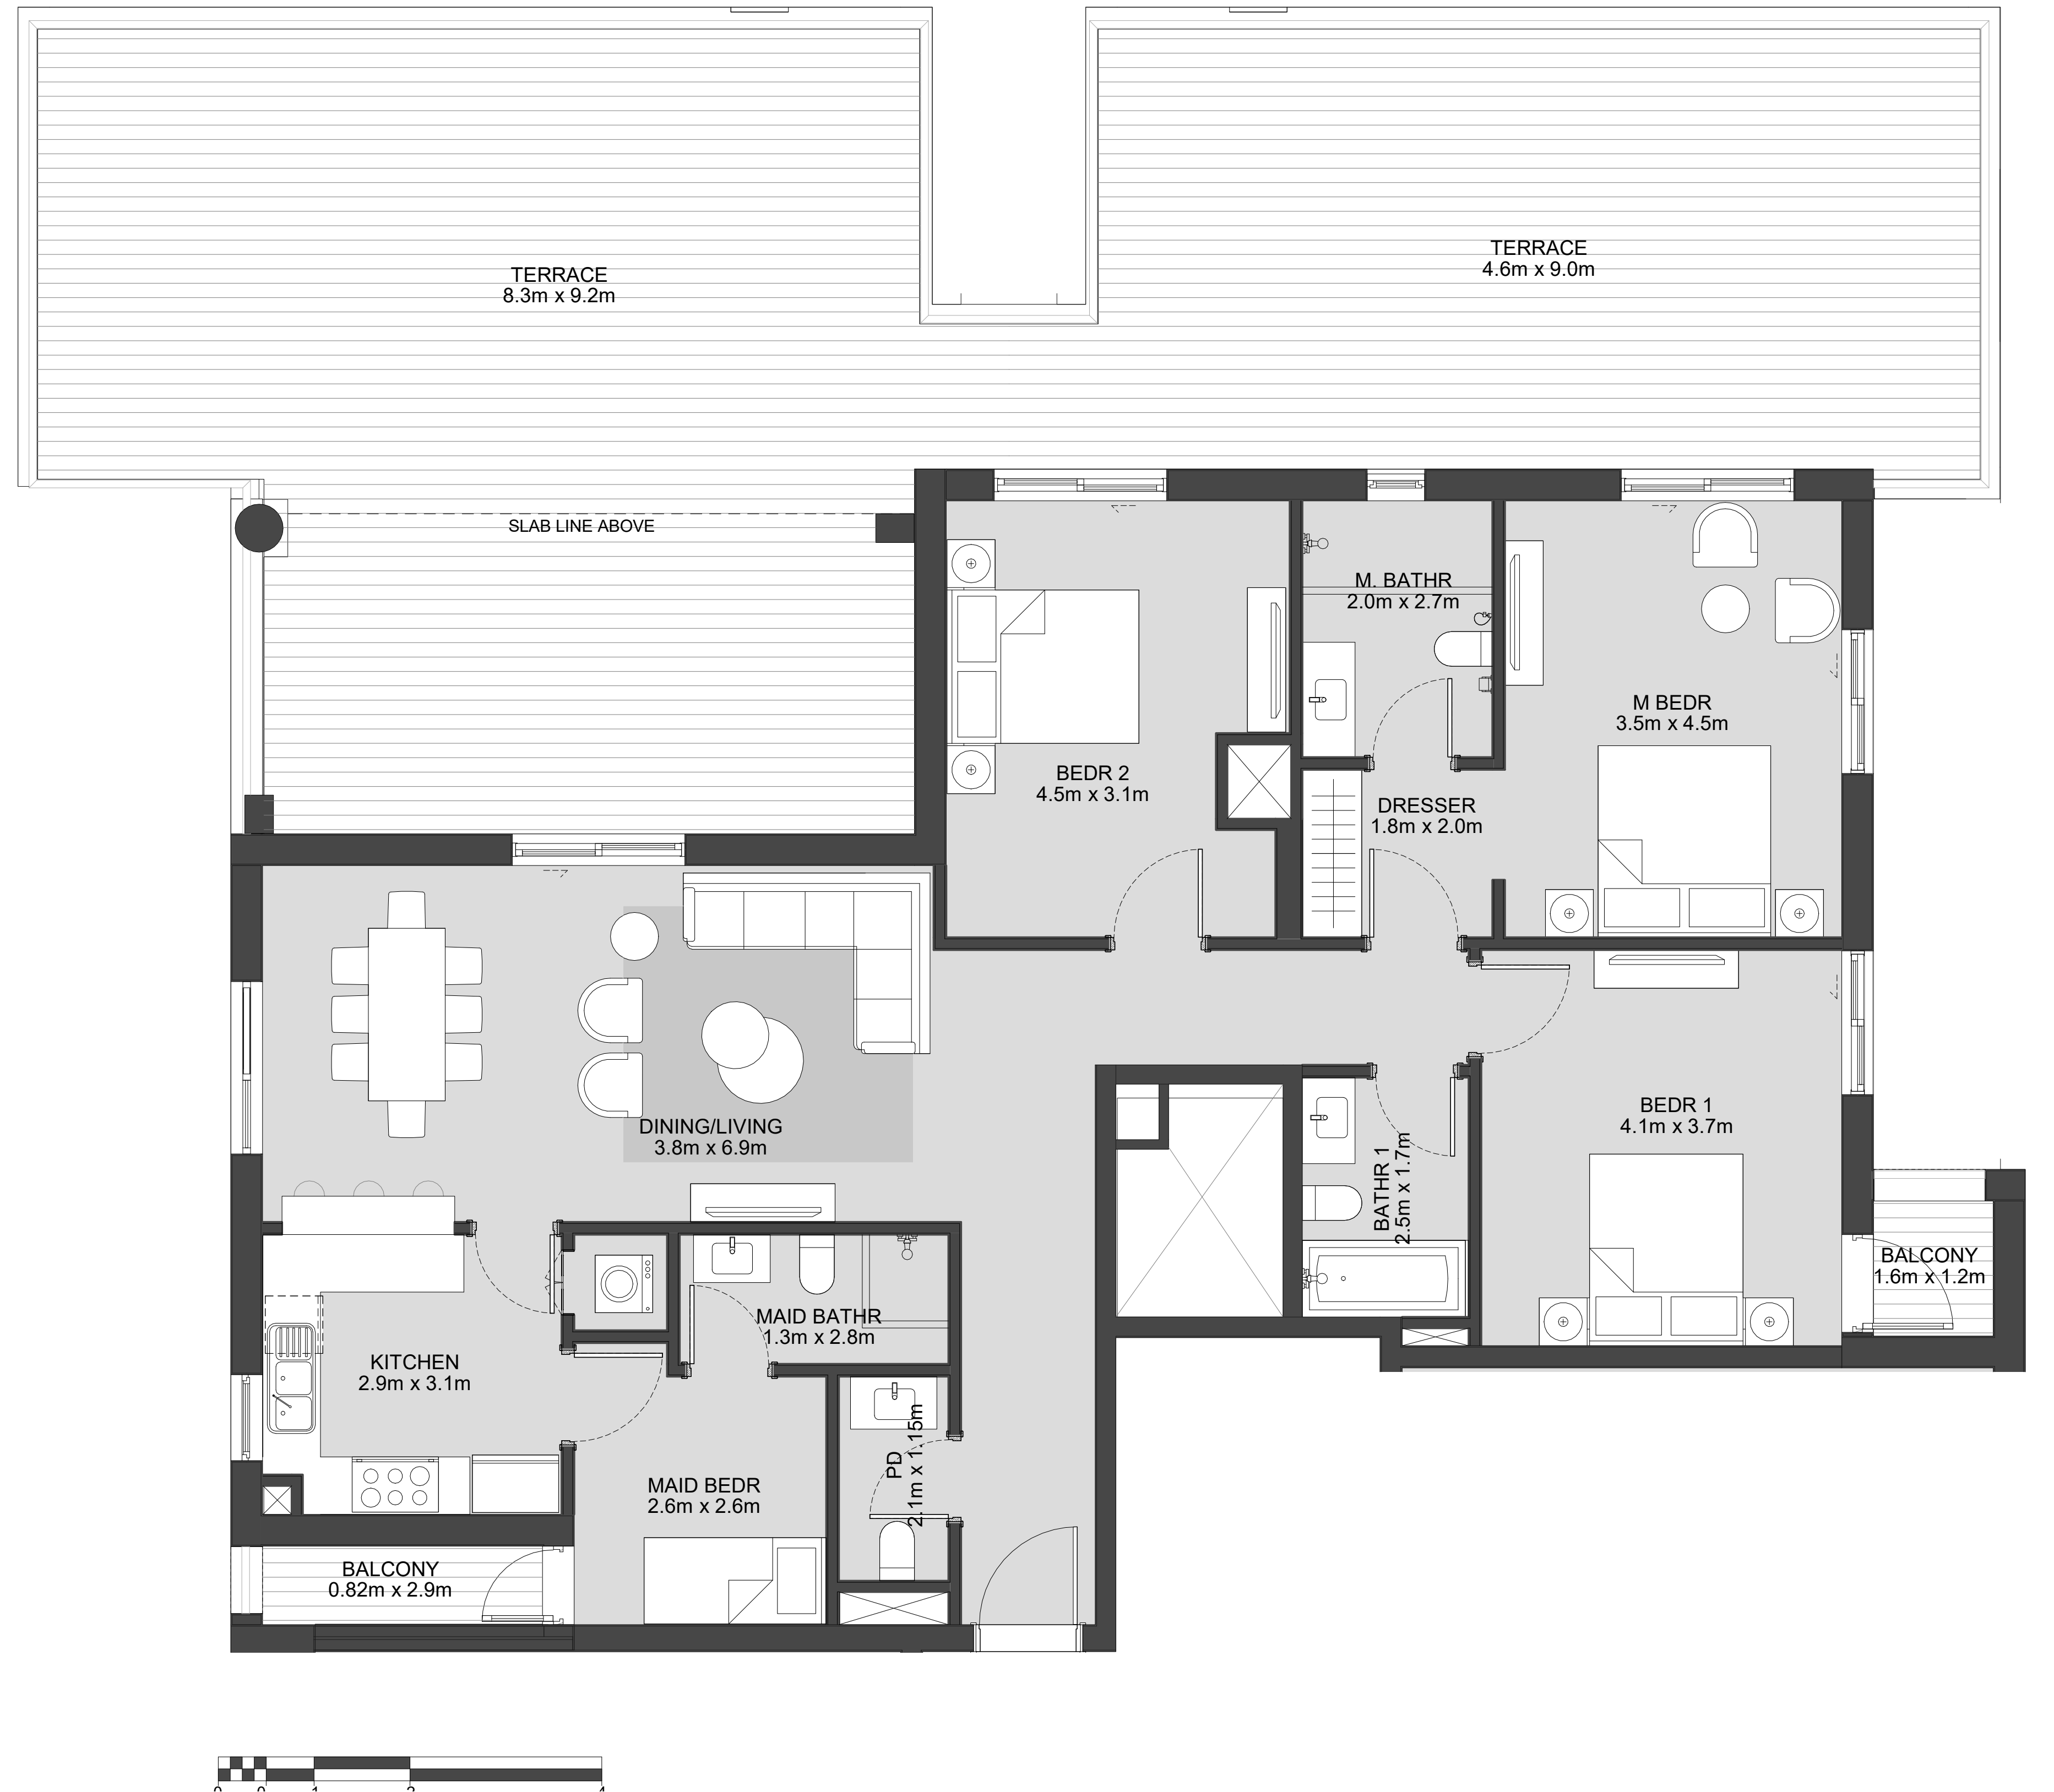 TERRACE
8.3m x 9.2m
TERRACE
4.6m x 9.0m
SLAB LINE ABOVE
M. BATHR
2.0m x 2.7m
M BEDR
3.5m x 4.5m
BEDR 2
4.5m x 3.1m
DRESSER
1.8m x 2.0m
DINING/LIVING
3.8m x 6.9m
BEDR 1
4.1m x 3.7m
BATHR 1
2.5m x 1.7m
BALCONY
1.6m x 1.2m
MAID BATHR
1.3m x 2.8m
KITCHEN
2.9m x 3.1m
PD
2.1m x 1.15m
MAID BEDR
2.6m x 2.6m
BALCONY
0.82m x 2.9m